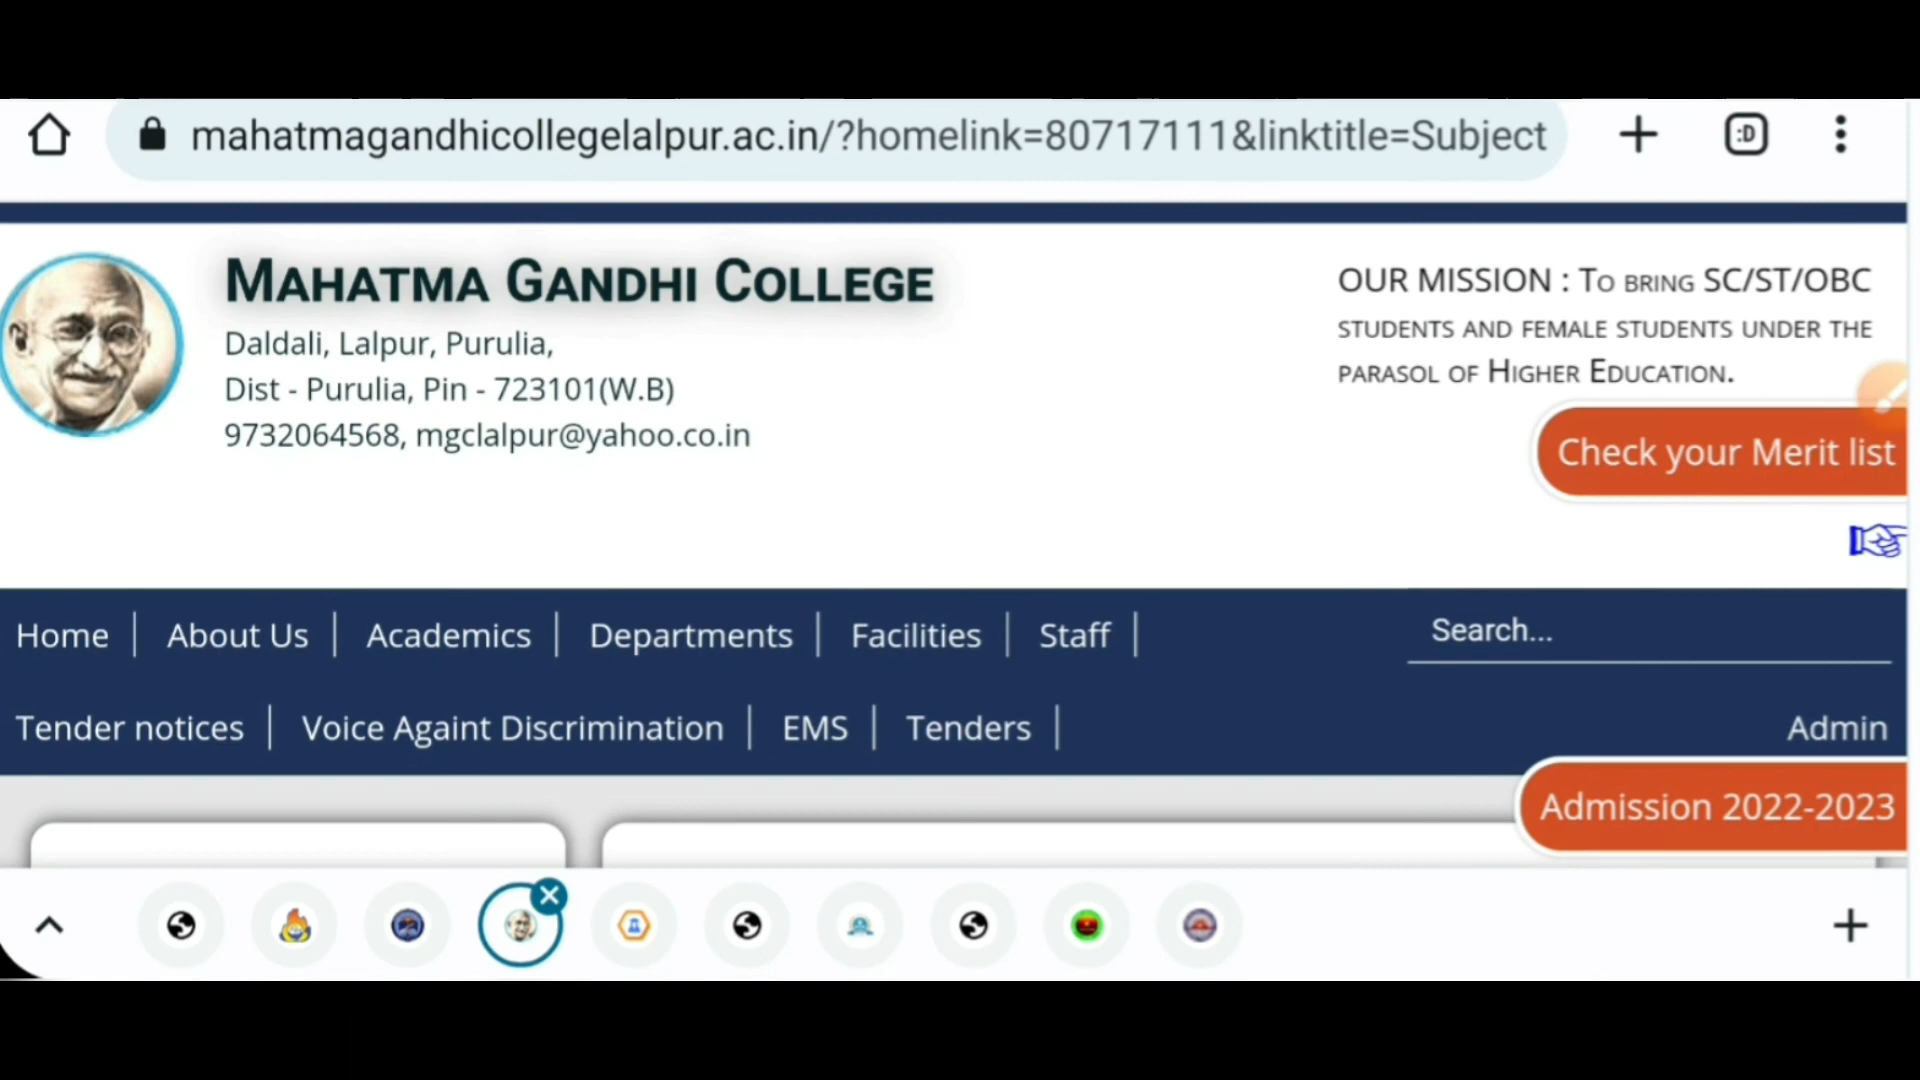 mahatmagandhicollegelalpur.ac.in/?homelink=80717111&linktitle=Subject
:D
MAHATMA GANDHI COLLEGE
Daldali, Lalpur, Purulia,
Dist - Purulia, Pin - 723101(W.B)
9732064568, mgclalpur@yahoo.co.in
OUR MISSION : TO BRING SC/ST/OBC
STUDENTS AND FEMALE STUDENTS UNDER THE
PARASOL OF HIGHER EDUCATION.
Check your Merit list
Home About Us Academics Departments Facilities Staff
Search...
Tender notices Voice Againt Discrimination EMS Tenders
Admin
Admission 2022-2023